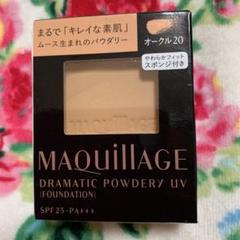 まるで「キレイな素肌」
ムース生まれのパウダリー
オークル20
やわらかフィット
スポンジ付き
MAQUILLAGE
DRAMATIC POWDERY UV
(FOUNDATION)
SPF25・PA+++